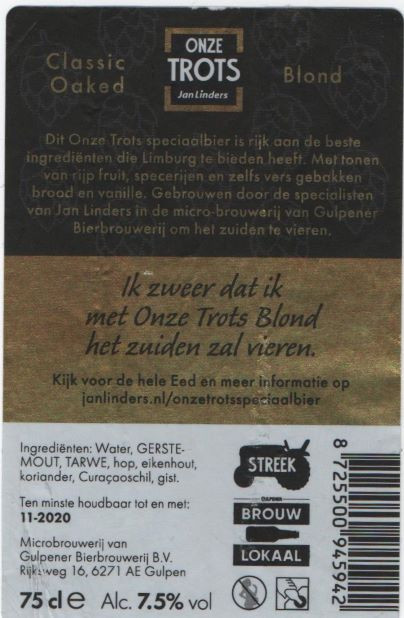 Classic
Oaked
ONZE
TROTS
Jan Linders
Blond
Dit Onze Trots speciaalbier is rijk aan de beste
ingrediënten die Limburg te bieden heeft. Met tonen
van rijp fruit, specerijen en zelfs vers gebakken
brood en vanille. Gebrouwen door de specialisten
van Jan Linders in de micro-brouwerij van Gulpener
Bierbrouwerij om het zuiden te vieren.
Ik zweer dat ik
met Onze Trots Blond
het zuiden zal vieren.
Kijk voor de hele Eed en meer informatie op
janlinders.nl/onzetrotsspeciaalbier
Ingrediënten: Water, GERSTE-
MOUT, TARWE, hop, eikenhout,
koriander, Curaçaoschil, gist.
Ten minste houdbaar tot en met:
11-2020
Microbrouwerij van
Gulpener Bierbrouwerij B.V.
Rijksweg 16, 6271 AE Gulpen
75 cl e Alc. 7.5% vol
STREEK
GULPENER
BROUW
LOKAAL
8 725500 945942